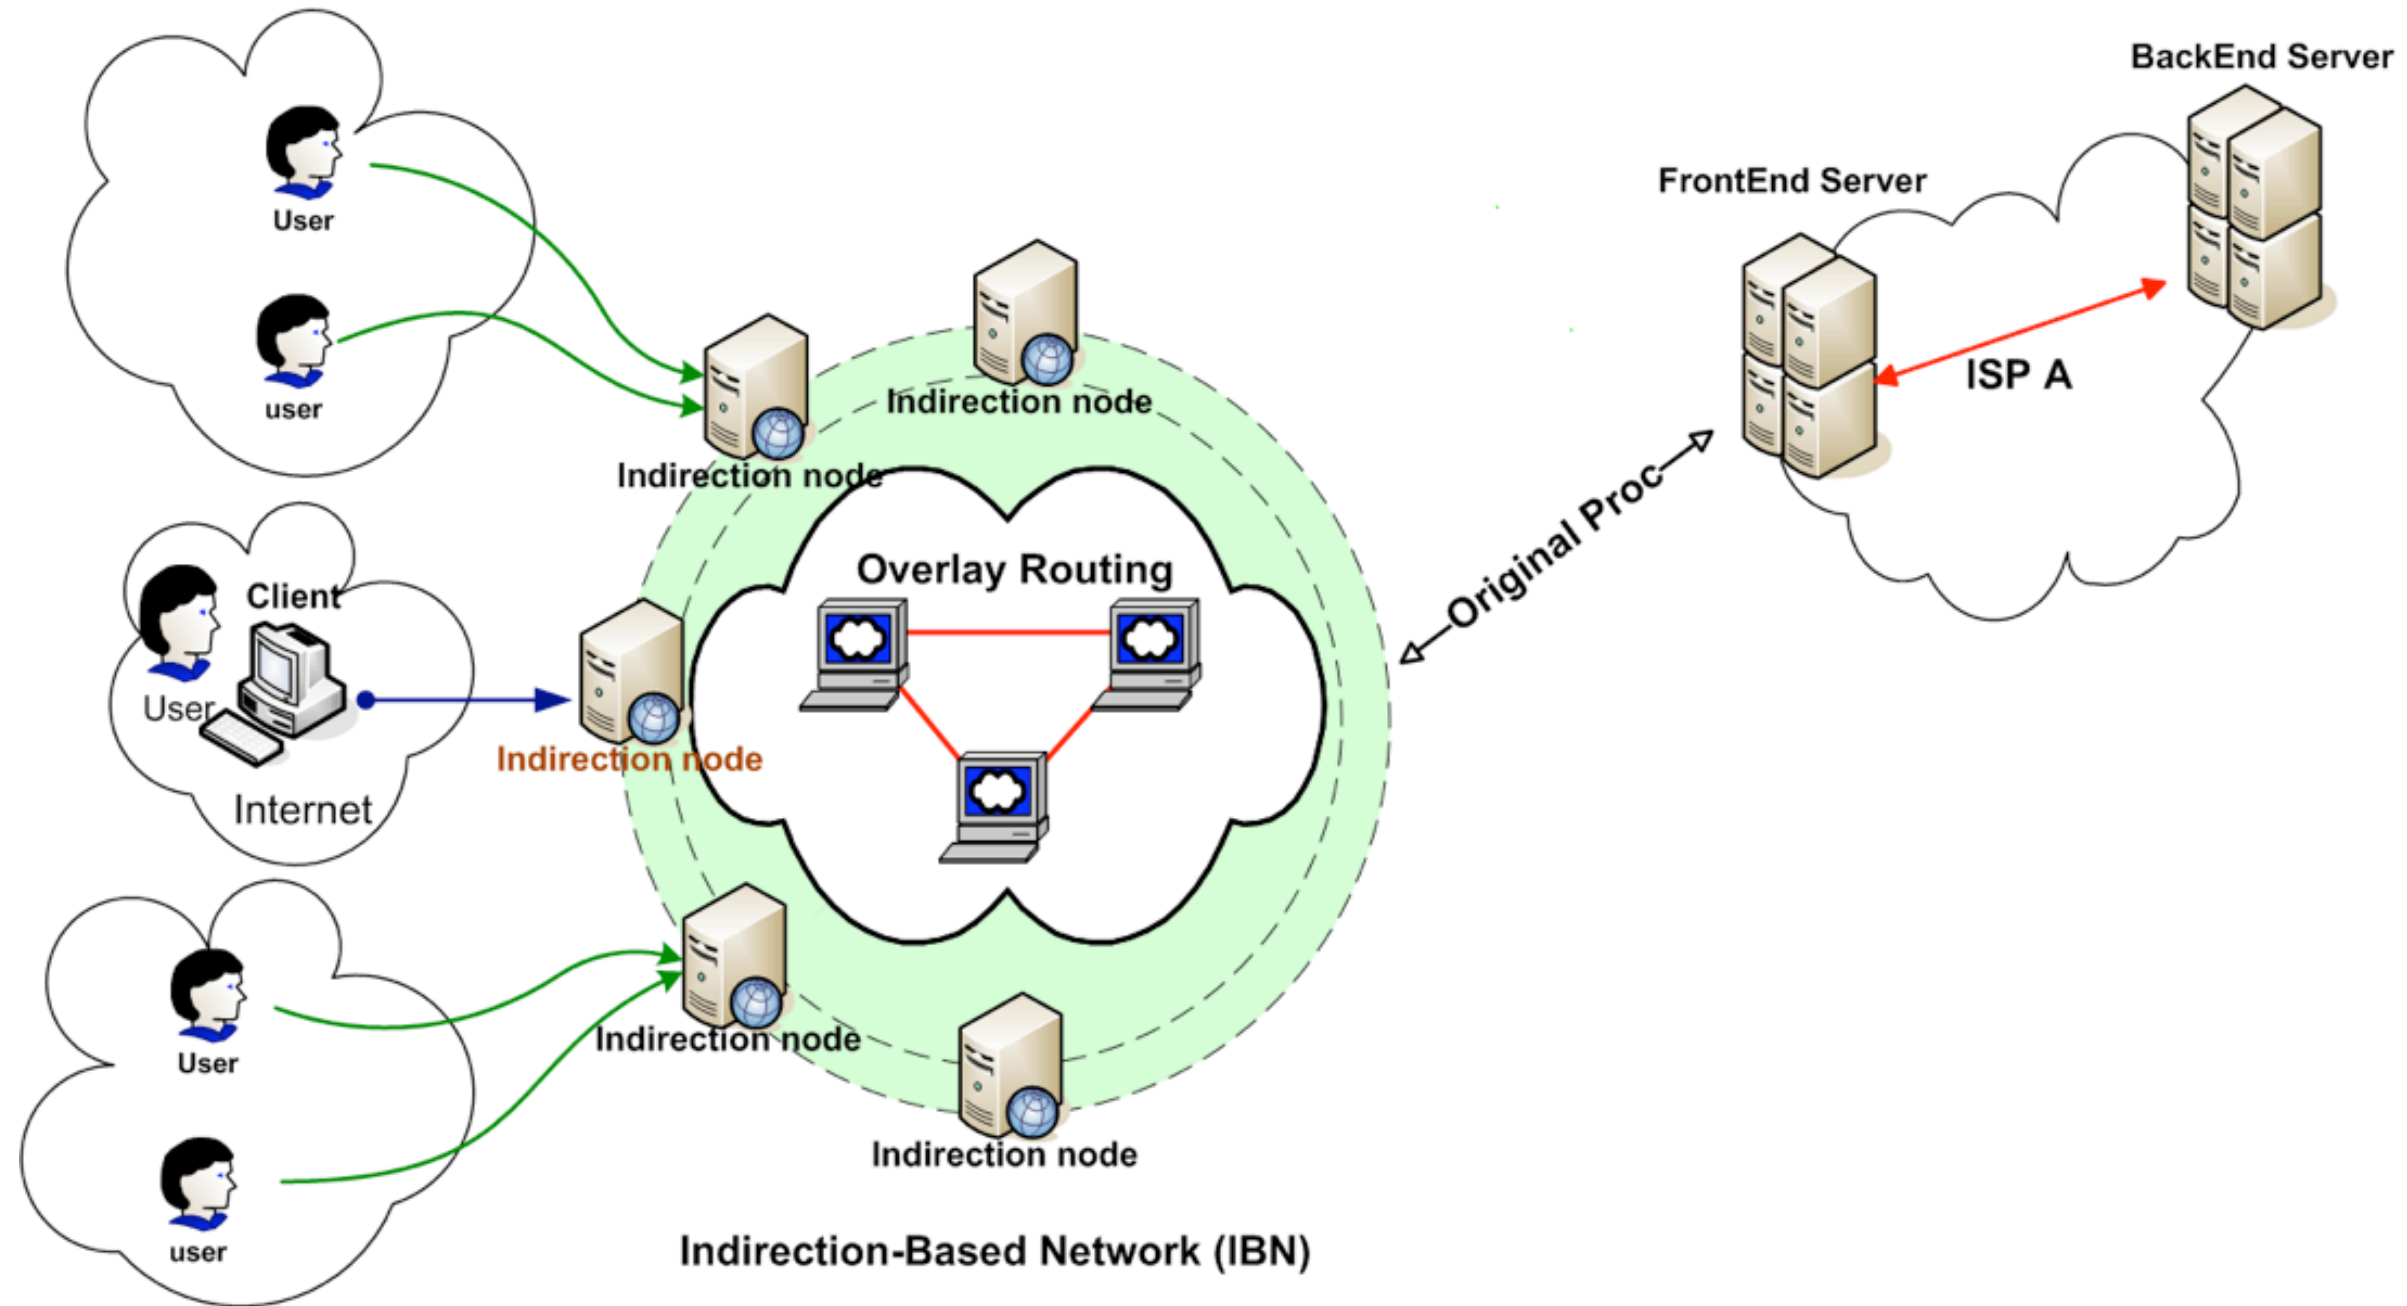 BackEnd Server
FrontEnd Server
User
user
ISP A
Indirection node
Indirection node
Original Proc
Overlay Routing
Client
User
Indirection node
Internet
User
Indirection node
user
Indirection node
Indirection-Based Network (IBN)